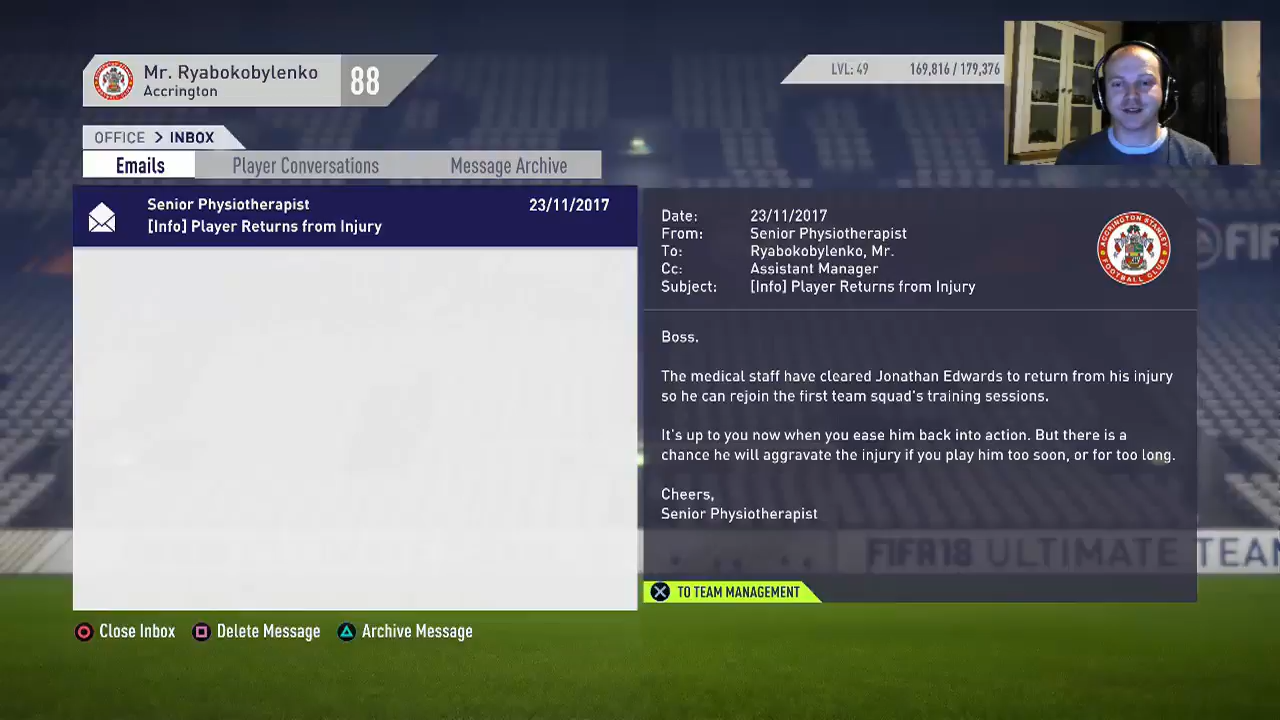 Mr. Ryabokobylenko
Accrington
88
LVL: 49
169,816 / 179,376
OFFICE > INBOX
Emails
Player Conversations
Message Archive
Senior Physiotherapist
23/11/2017
[Info] Player Returns from Injury
Date: 23/11/2017
From: Senior Physiotherapist
To: Ryabokobylenko, Mr.
Cc: Assistant Manager
Subject: [Info] Player Returns from Injury
ACCRINGTON STANLEY
FOOTBALL CLUB
FIF
Boss.
The medical staff have cleared Jonathan Edwards to return from his injury
so he can rejoin the first team squad's training sessions.
It's up to you now when you ease him back into action. But there is a
chance he will aggravate the injury if you play him too soon, or for too long.
Cheers,
Senior Physiotherapist
FIFA18 ULTIMATE TEAM
TO TEAM MANAGEMENT
Close Inbox
Delete Message
Archive Message